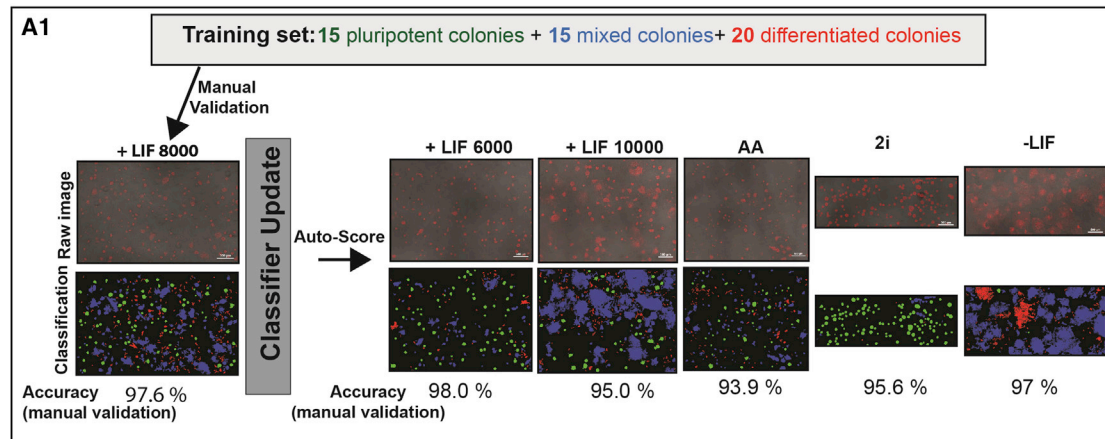 A1
Training set:15 pluripotent colonies + 15 mixed colonies+ 20 differentiated colonies
Manual
Validation
+ LIF 8000
Classification Raw image
Classifier Update
Auto-Score
+ LIF 6000
+ LIF 10000
AA
2i
-LIF
Accuracy
(manual validation)
97.6 %
Accuracy
(manual validation)
98.0 %
95.0 %
93.9 %
95.6 %
97 %